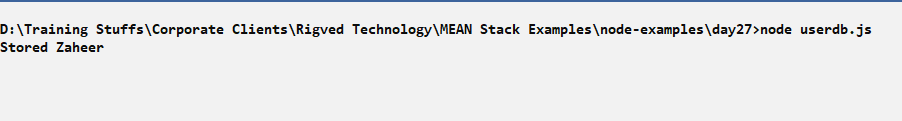 D:\Training Stuffs\Corporate Clients\Rigved Technology\MEAN Stack Examples\node-examples\day27>node userdb.js
Stored Zaheer